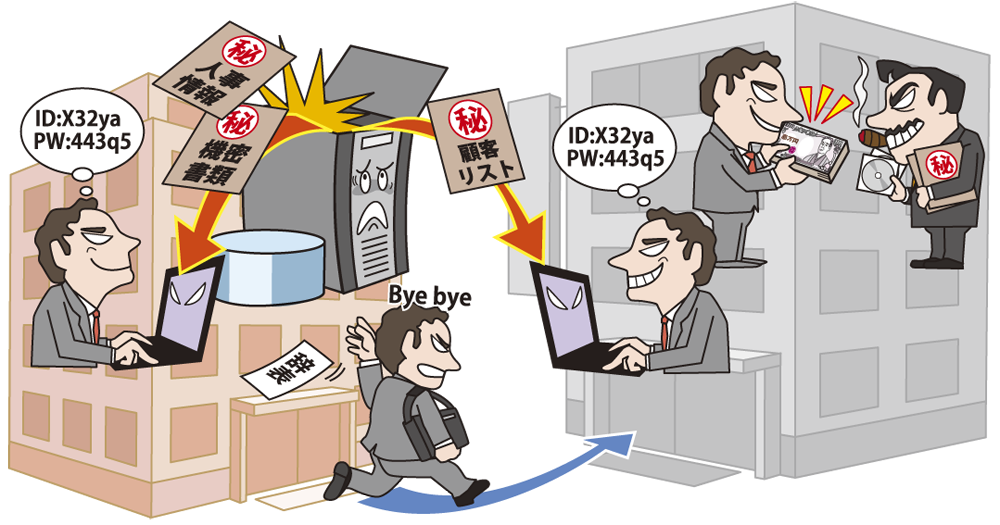 ID:X32ya
PW:443q5
秘
人事
情報
秘
機密
書類
秘
顧客
リスト
ID:X32ya
PW:443q5
秘
Bye bye
辞表